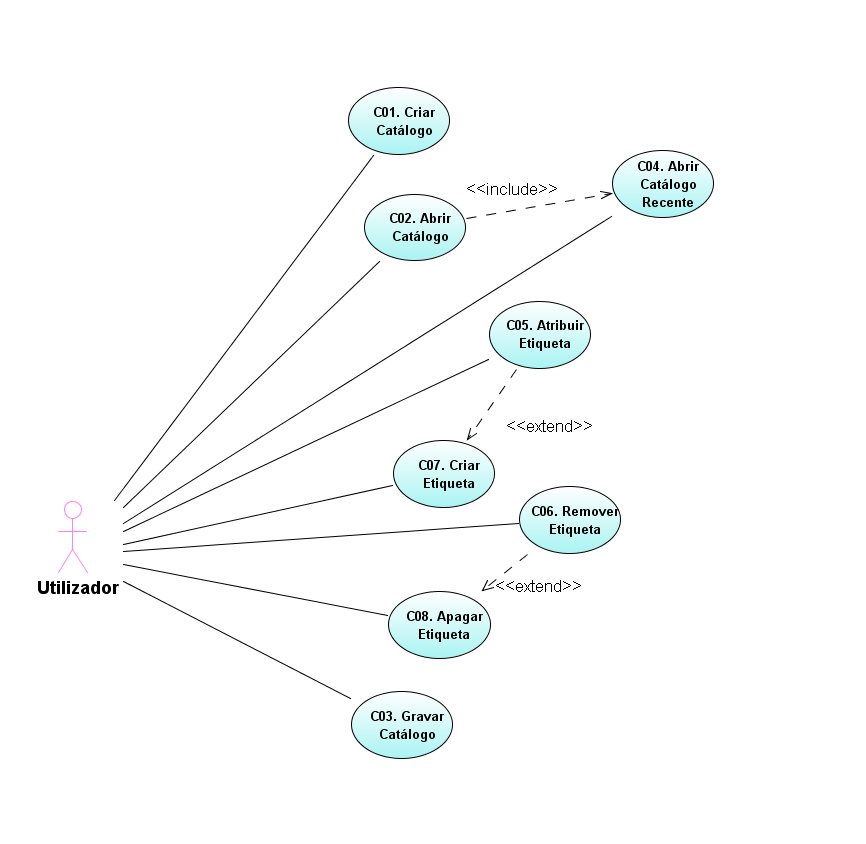 C01. Criar
Catálogo
C04. Abrir
Catálogo
Recente
<<include>>
C02. Abrir
Catálogo
C05. Atribuir
Etiqueta
<<extend>>
C07. Criar
Etiqueta
C06. Remover
Etiqueta
Utilizador
<<extend>>
C08. Apagar
Etiqueta
C03. Gravar
Catálogo